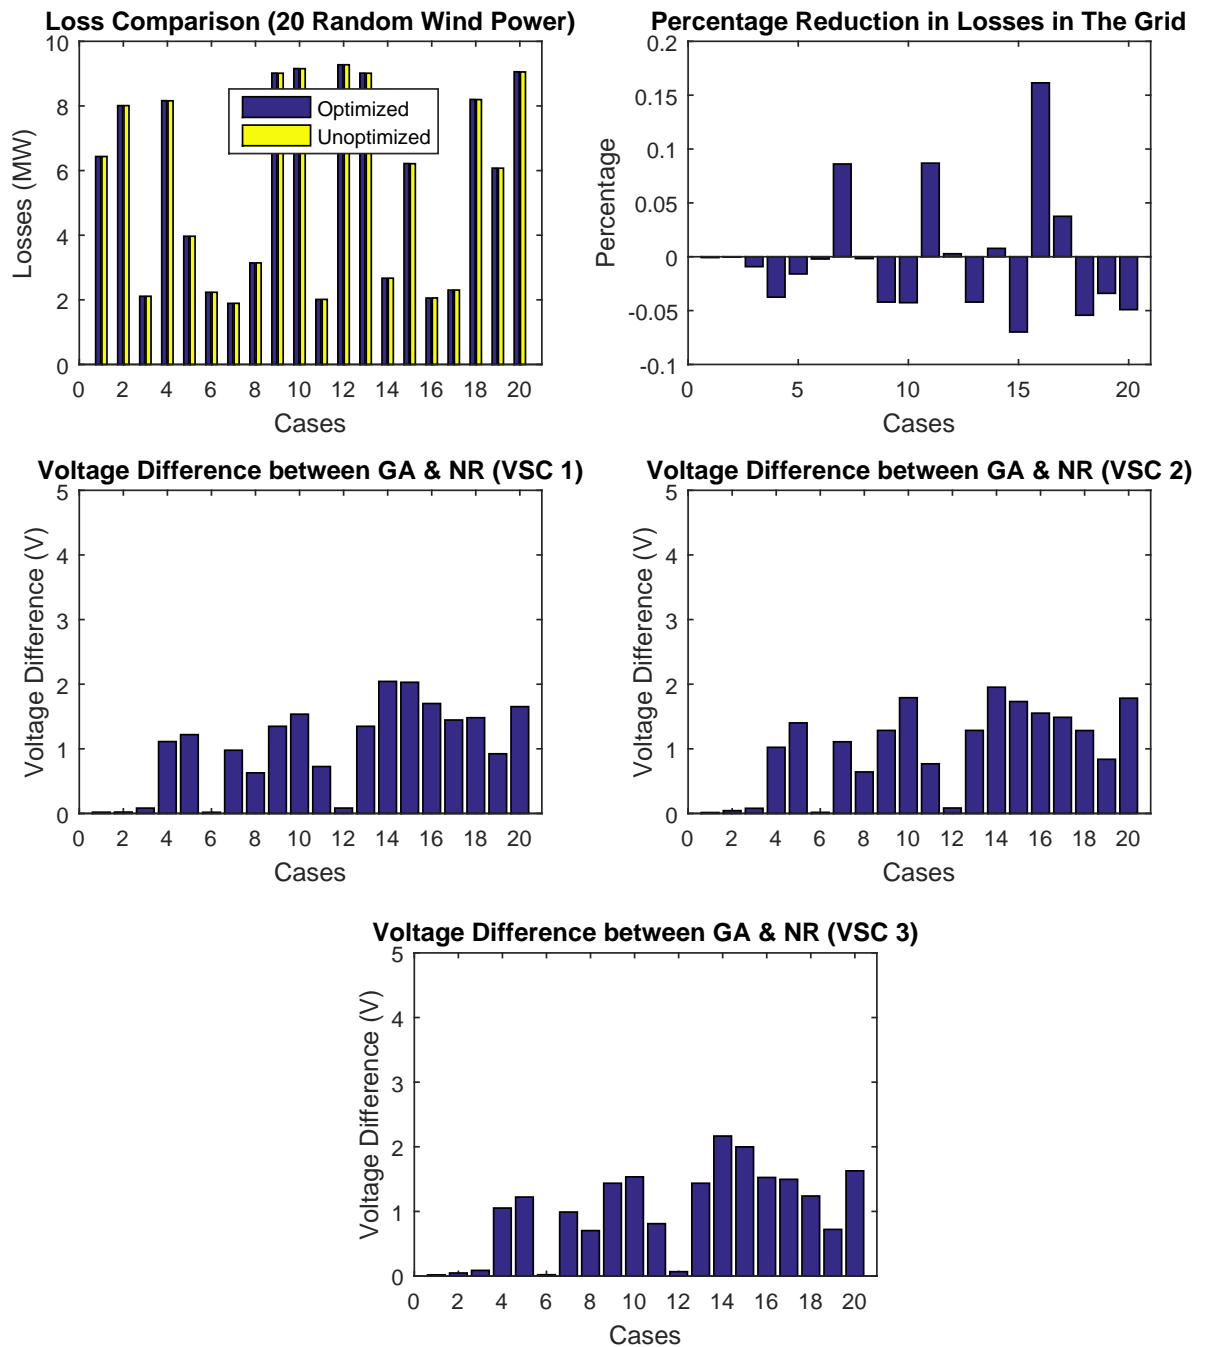 Loss Comparison (20 Random Wind Power)
10
8
6
4
2
0
Losses (MW)
Optimized
Unoptimized
0 2 4 6 8 10 12 14 16 18 20
Cases
Percentage Reduction in Losses in The Grid
0.2
0.15
0.1
0.05
0
-0.05
-0.1
Percentage
0 5 10 15 20
Cases
Voltage Difference between GA & NR (VSC 1)
5
4
3
2
1
0
Voltage Difference (V)
0 2 4 6 8 10 12 14 16 18 20
Cases
Voltage Difference between GA & NR (VSC 2)
5
4
3
2
1
0
Voltage Difference (V)
0 2 4 6 8 10 12 14 16 18 20
Cases
Voltage Difference between GA & NR (VSC 3)
5
4
3
2
1
0
Voltage Difference (V)
0 2 4 6 8 10 12 14 16 18 20
Cases